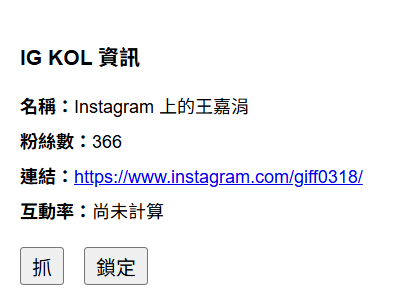 IG KOL 資訊
名稱：Instagram 上的王嘉涓
粉絲數：366
連結：https://www.instagram.com/giff0318/
互動率：尚未計算
抓 鎖定